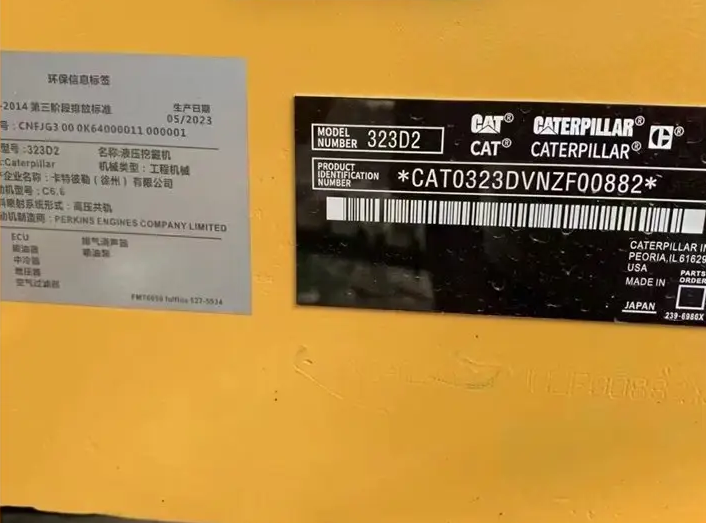 环保信息标签
-2014 第三阶段排放标准
生产日期
05/2023
号：CNFJG3 00 0K64000011 000001
型号：323D2 名称：液压挖掘机
:Caterpillar 机械类型：工程机械
企业名称：卡特彼勒（徐州）有限公司
机型号：C6.6
喷射系统形式：高压共轨
动机制造商：PERKINS ENGINES COMPANY LIMITED
ECU 排气消声器
喷油器 喷油泵
中冷器
增压器
空气过滤器
527-5534
MODEL NUMBER 323D2
CAT® CATERPILLAR® C®
CAT® CATERPILLAR®
PRODUCT IDENTIFICATION NUMBER *CAT0323DVNZF00882*
CATERPILLAR IN
PEORIA,IL 61629
USA
MADE IN
JAPAN
PARTS
ORDER
239-6986X